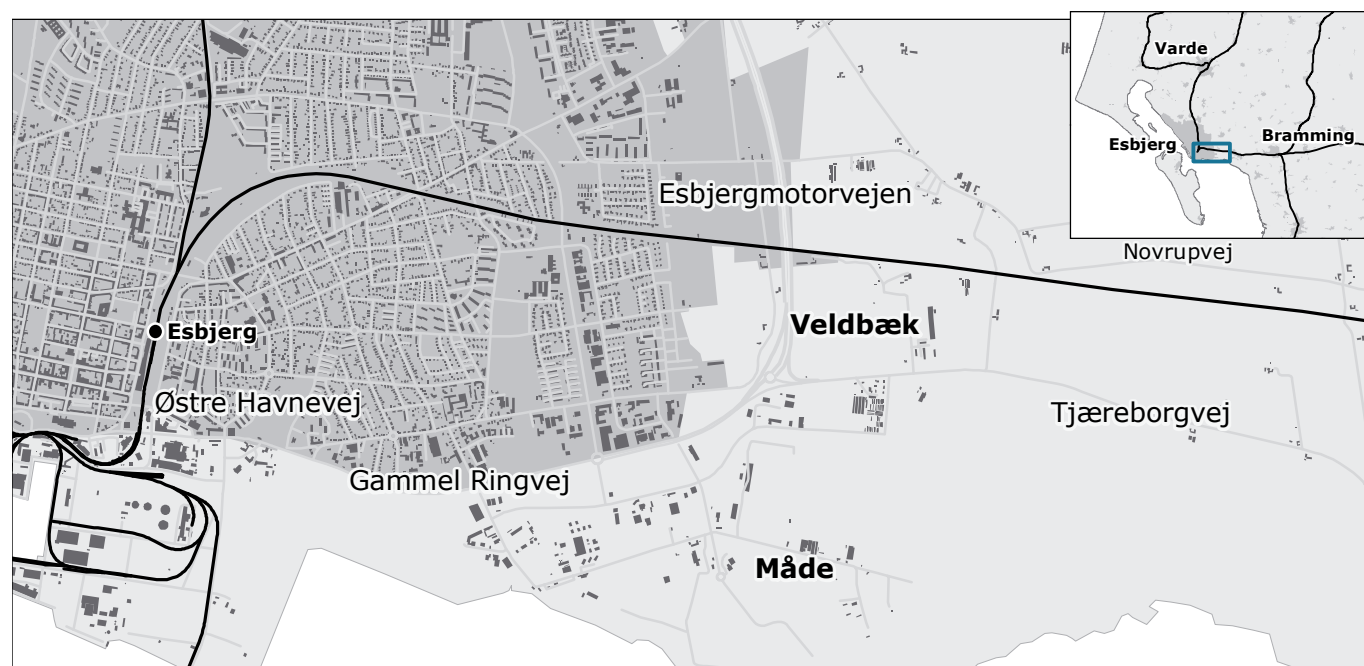 Varde
Bramming
Esbjerg
Esbjergmotorvejen
Novrupvej
Veldbæk
Esbjerg
Østre Havnevej
Tjæreborgvej
Gammel Ringvej
Måde